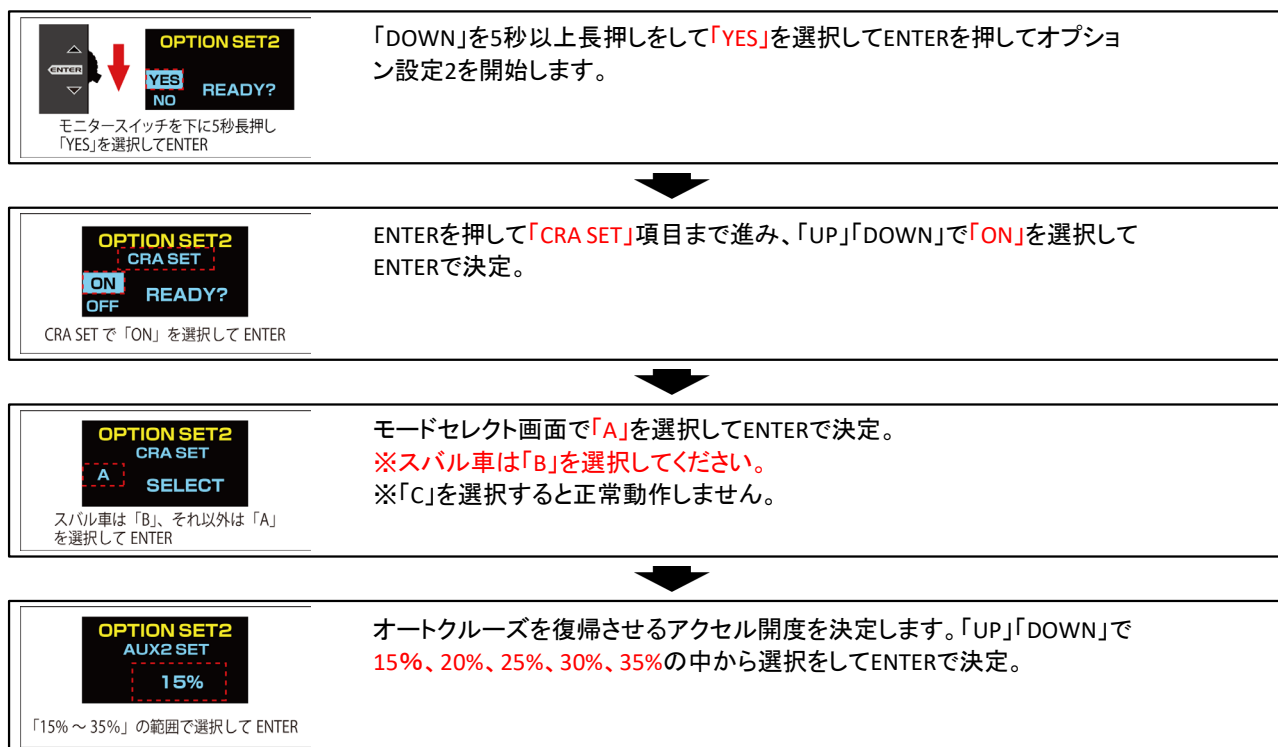 ENTER
OPTION SET2
YES
NO
READY?
モニタースイッチを下に5秒長押し
「YES」を選択してENTER
「DOWN」を5秒以上長押しをして「YES」を選択してENTERを押してオプショ
ン設定2を開始します。
OPTION SET2
CRA SET
ON
OFF
READY?
CRA SET で「ON」を選択して ENTER
ENTERを押して「CRA SET」項目まで進み、「UP」「DOWN」で「ON」を選択して
ENTERで決定。
OPTION SET2
CRA SET
A
SELECT
スバル車は「B」、それ以外は「A」
を選択して ENTER
モードセレクト画面で「A」を選択してENTERで決定。
※スバル車は「B」を選択してください。
※「C」を選択すると正常動作しません。
OPTION SET2
AUX2 SET
15%
「15% ～ 35%」の範囲で選択して ENTER
オートクルーズを復帰させるアクセル開度を決定します。「UP」「DOWN」で
15%、20%、25%、30%、35%の中から選択をしてENTERで決定。